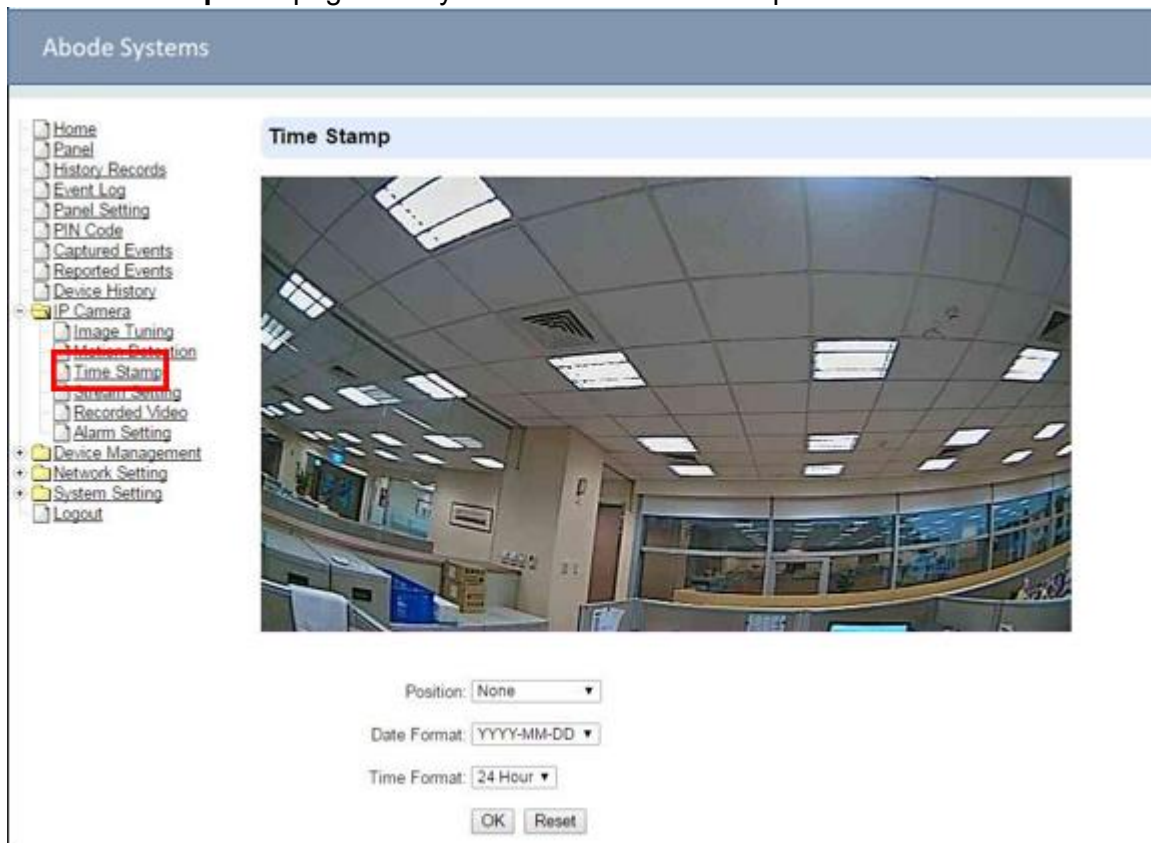 Abode Systems
Home
Panel
History Records
Event Log
Panel Setting
PIN Code
Captured Events
Reported Events
Device History
IP Camera
Image Tuning
Motion Detection
Time Stamp
Stream Setting
Recorded Video
Alarm Setting
Device Management
Network Setting
System Setting
Logout
Time Stamp
Position: None
Date Format: YYYY-MM-DD
Time Format: 24 Hour
OK Reset